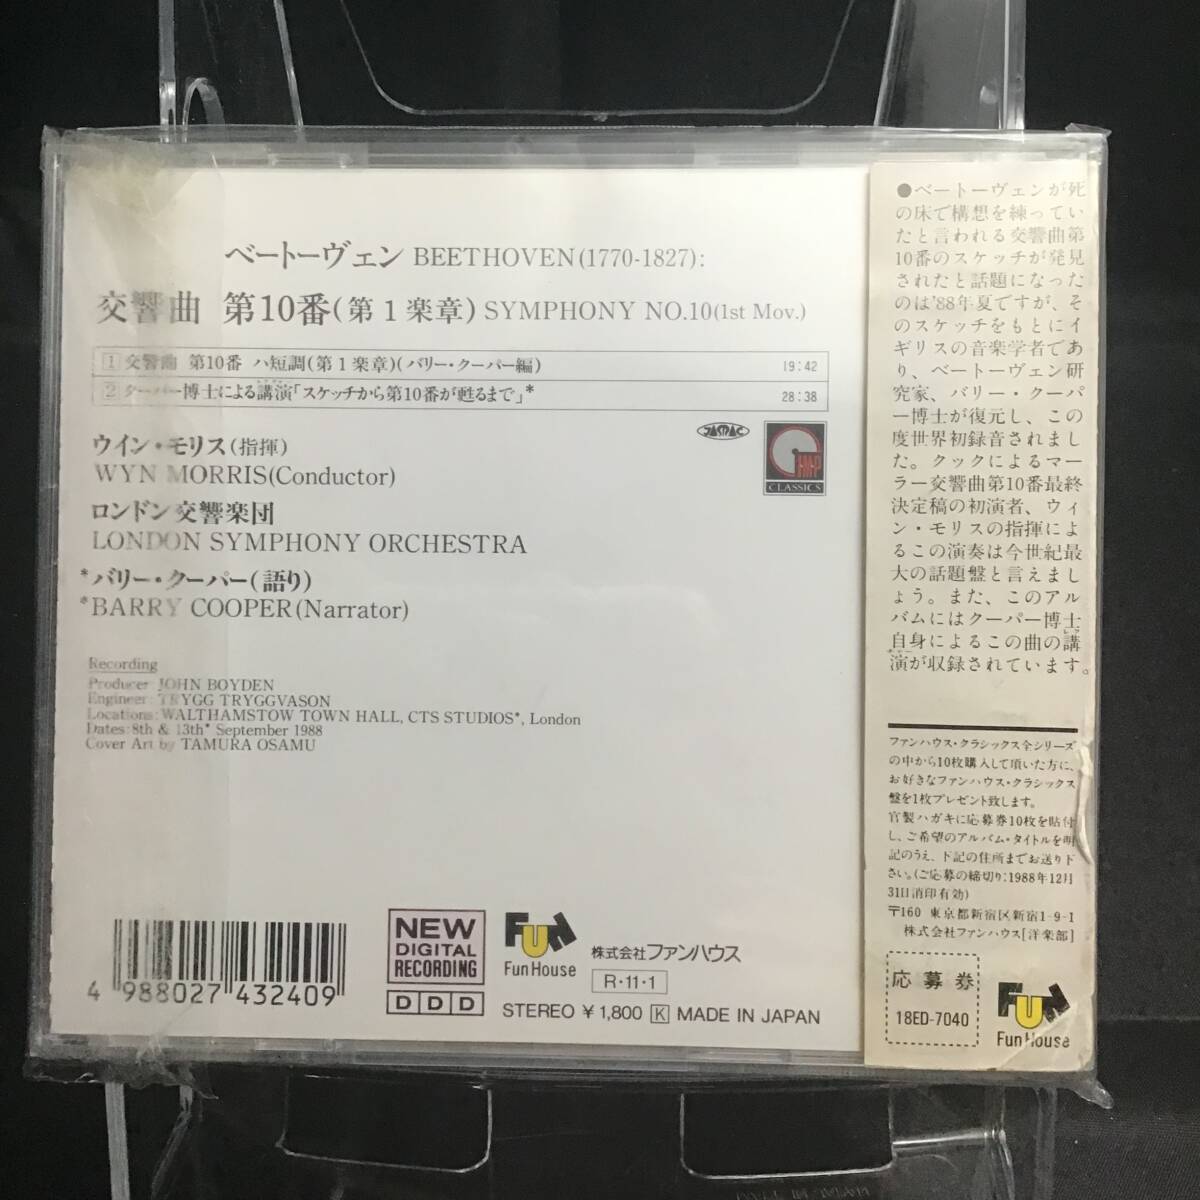 ベートーヴェン BEETHOVEN(1770-1827):
交響曲 第10番(第1楽章) SYMPHONY NO.10(1st Mov.)
1 交響曲 第10番 ハ短調(第1楽章)(バリー・クーパー編) 19:42
2 クーパー博士による講演「スケッチから第10番が甦るまで」* 28:38
ウイン・モリス(指揮)
WYN MORRIS(Conductor)
ロンドン交響楽団
LONDON SYMPHONY ORCHESTRA
*バリー・クーパー(語り)
*BARRY COOPER(Narrator)
JASRAC
IMP
CLASSICS
Recording
Producer: JOHN BOYDEN
Engineer: TRYGG TRYGGVASON
Locations: WALTHAMSTOW TOWN HALL, CTS STUDIOS*, London
Dates: 8th & 13th* September 1988
Cover Art by TAMURA OSAMU
4 988027 432409
NEW
DIGITAL
RECORDING
DDD
Fun
Fun House
株式会社ファンハウス
R・11・1
STEREO ¥1,800 K MADE IN JAPAN
●ベートーヴェンが死
の床で構想を練ってい
たと言われる交響曲第
10番のスケッチが発見
されたと話題になった
のは'88年夏ですが、そ
のスケッチをもとにイ
ギリスの音楽学者であ
り、ベートーヴェン研
究家、バリー・クーパ
ー博士が復元し、この
度世界初録音されまし
た。クックによるマー
ラー交響曲第10番最終
決定稿の初演者、ウィ
ン・モリスの指揮によ
るこの演奏は今世紀最
大の話題盤と言えまし
ょう。また、このアル
バムにはクーパー博士
自身によるこの曲の講
演が収録されています。
ファンハウス・クラシックス全シリーズ
の中から10枚購入して頂いた方に、
お好きなファンハウス・クラシックス
盤を1枚プレゼント致します。
官製ハガキに応募券10枚を貼付
し、ご希望のアルバム・タイトルを明
記のうえ、下記の住所までお送り下
さい。(ご応募の締切り:1988年12月
31日消印有効)
〒160 東京都新宿区新宿1-9-1
株式会社ファンハウス[洋楽部]
応募券
18ED-7040
Fun
Fun House